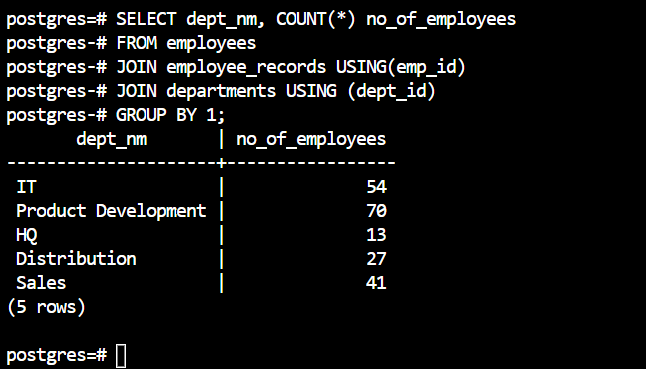 postgres=# SELECT dept_nm, COUNT(*) no_of_employees
postgres-# FROM employees
postgres-# JOIN employee_records USING(emp_id)
postgres-# JOIN departments USING (dept_id)
postgres-# GROUP BY 1;
       dept_nm       | no_of_employees
---------------------+-----------------
 IT                  |              54
 Product Development |              70
 HQ                  |              13
 Distribution        |              27
 Sales               |              41
(5 rows)
postgres=#